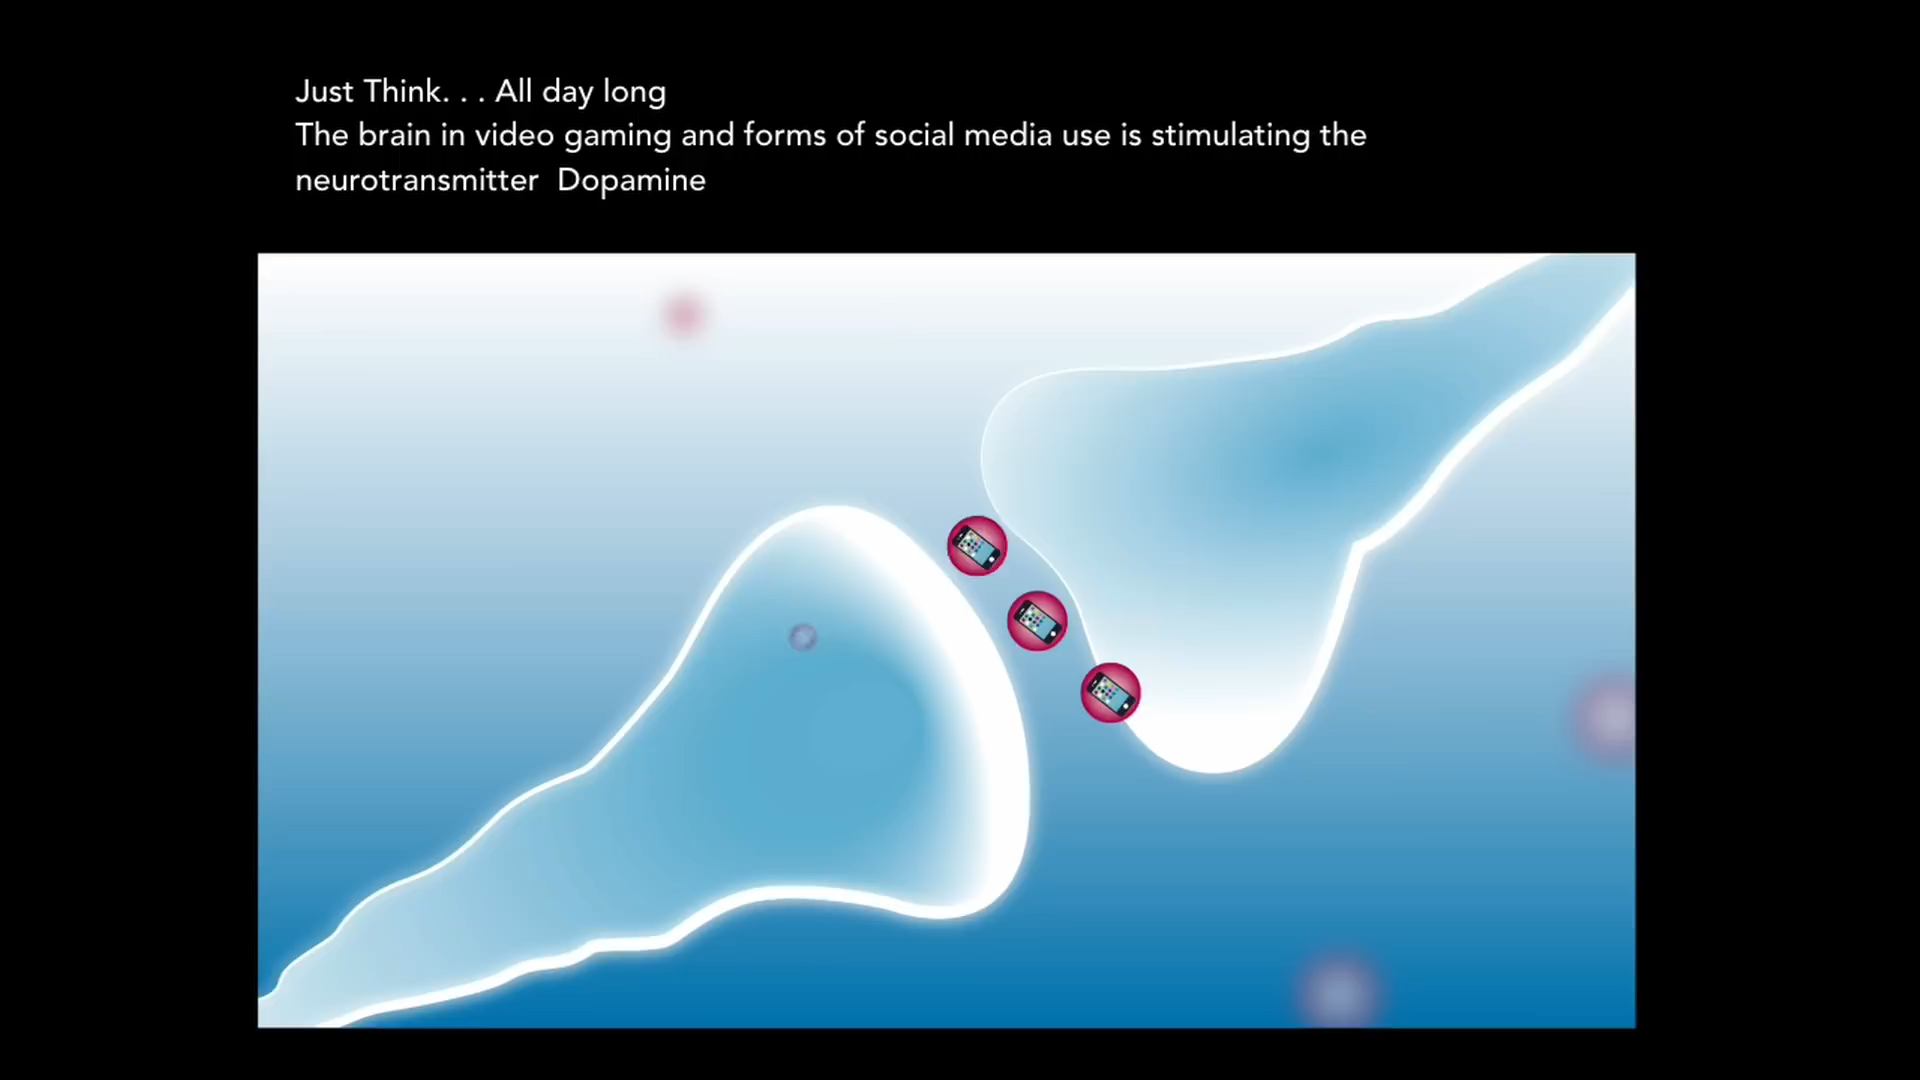 Just Think. . . All day long
The brain in video gaming and forms of social media use is stimulating the
neurotransmitter  Dopamine